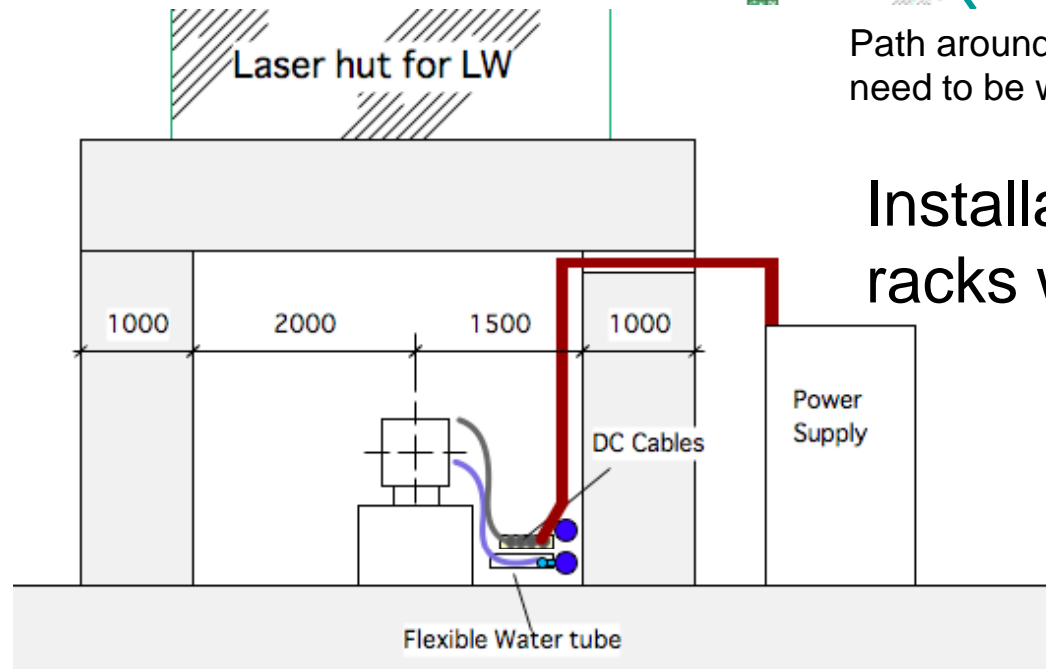 Laser hut for LW
Path around
need to be w
Installa
racks w
1000 2000 1500 1000
Power
Supply
DC Cables
Flexible Water tube